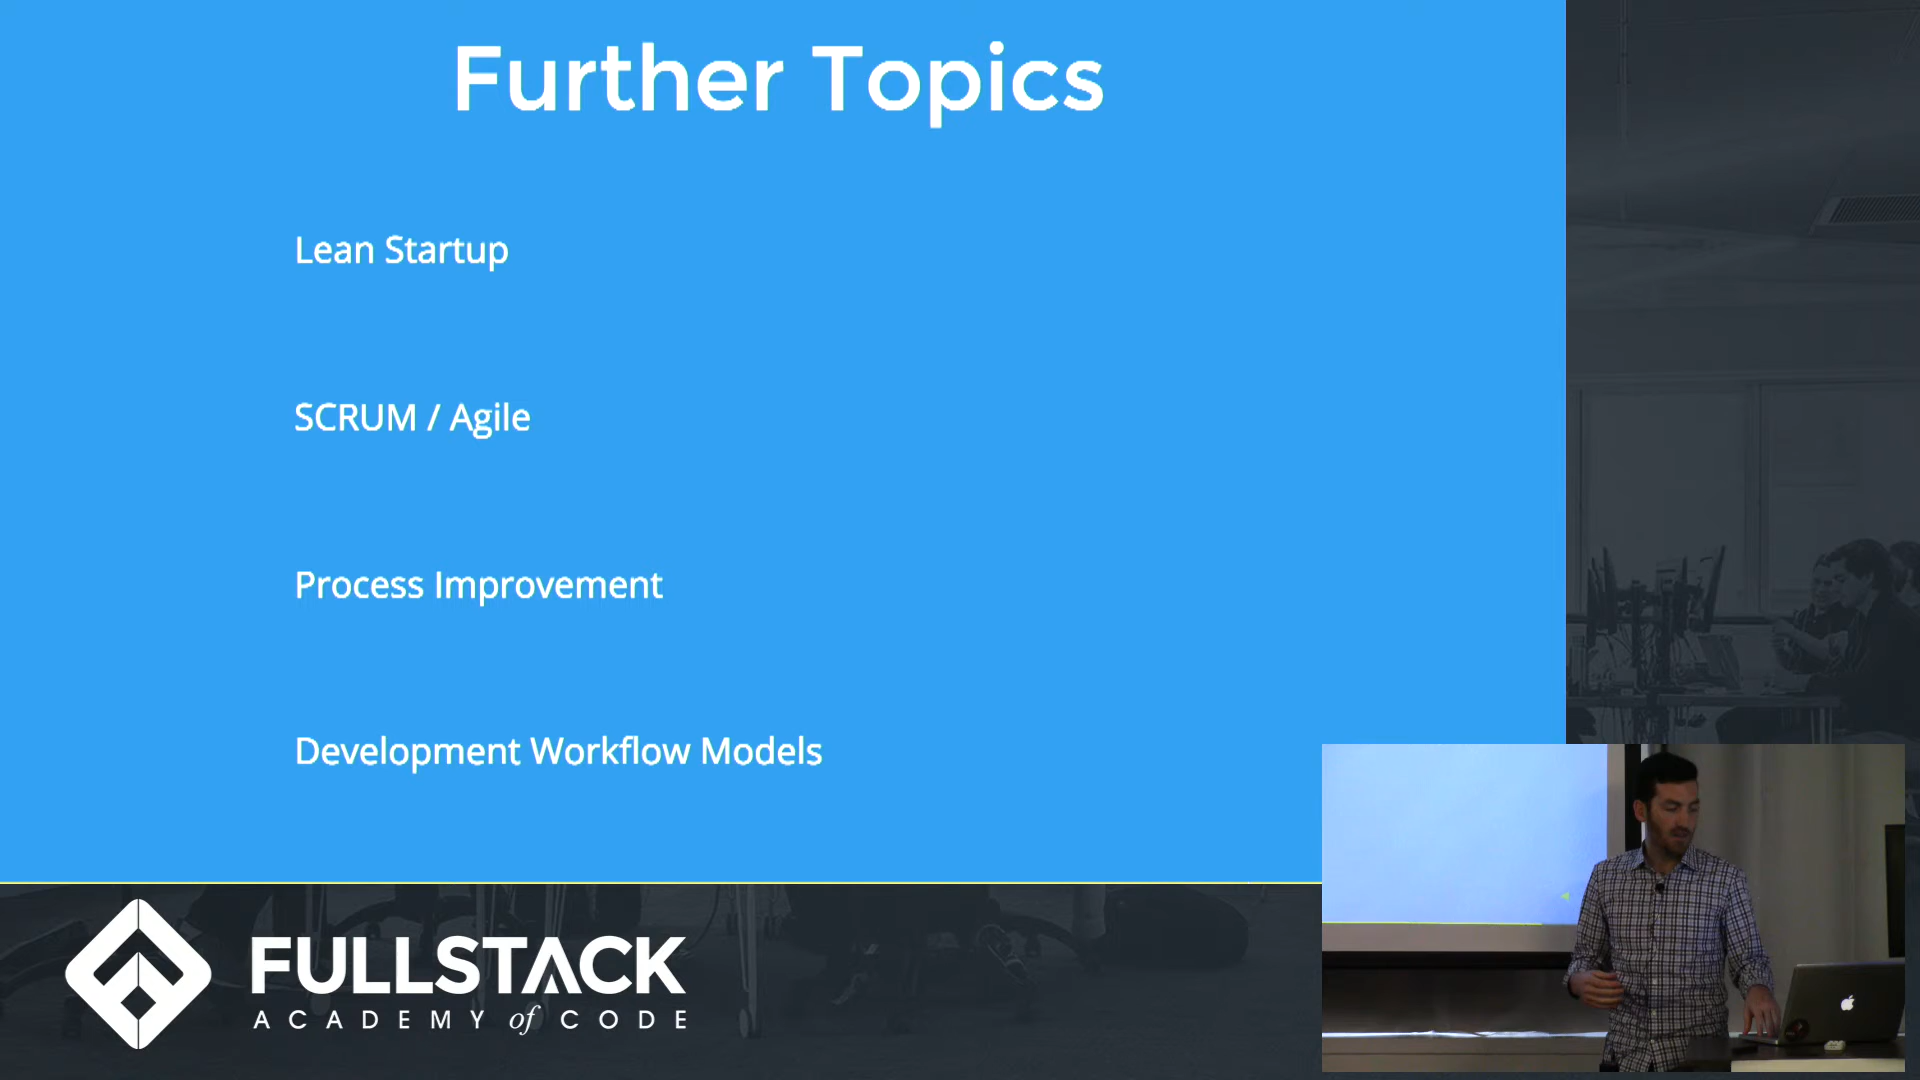 Further Topics
Lean Startup
SCRUM / Agile
Process Improvement
Development Workflow Models
FULLSTACK
ACADEMY of CODE